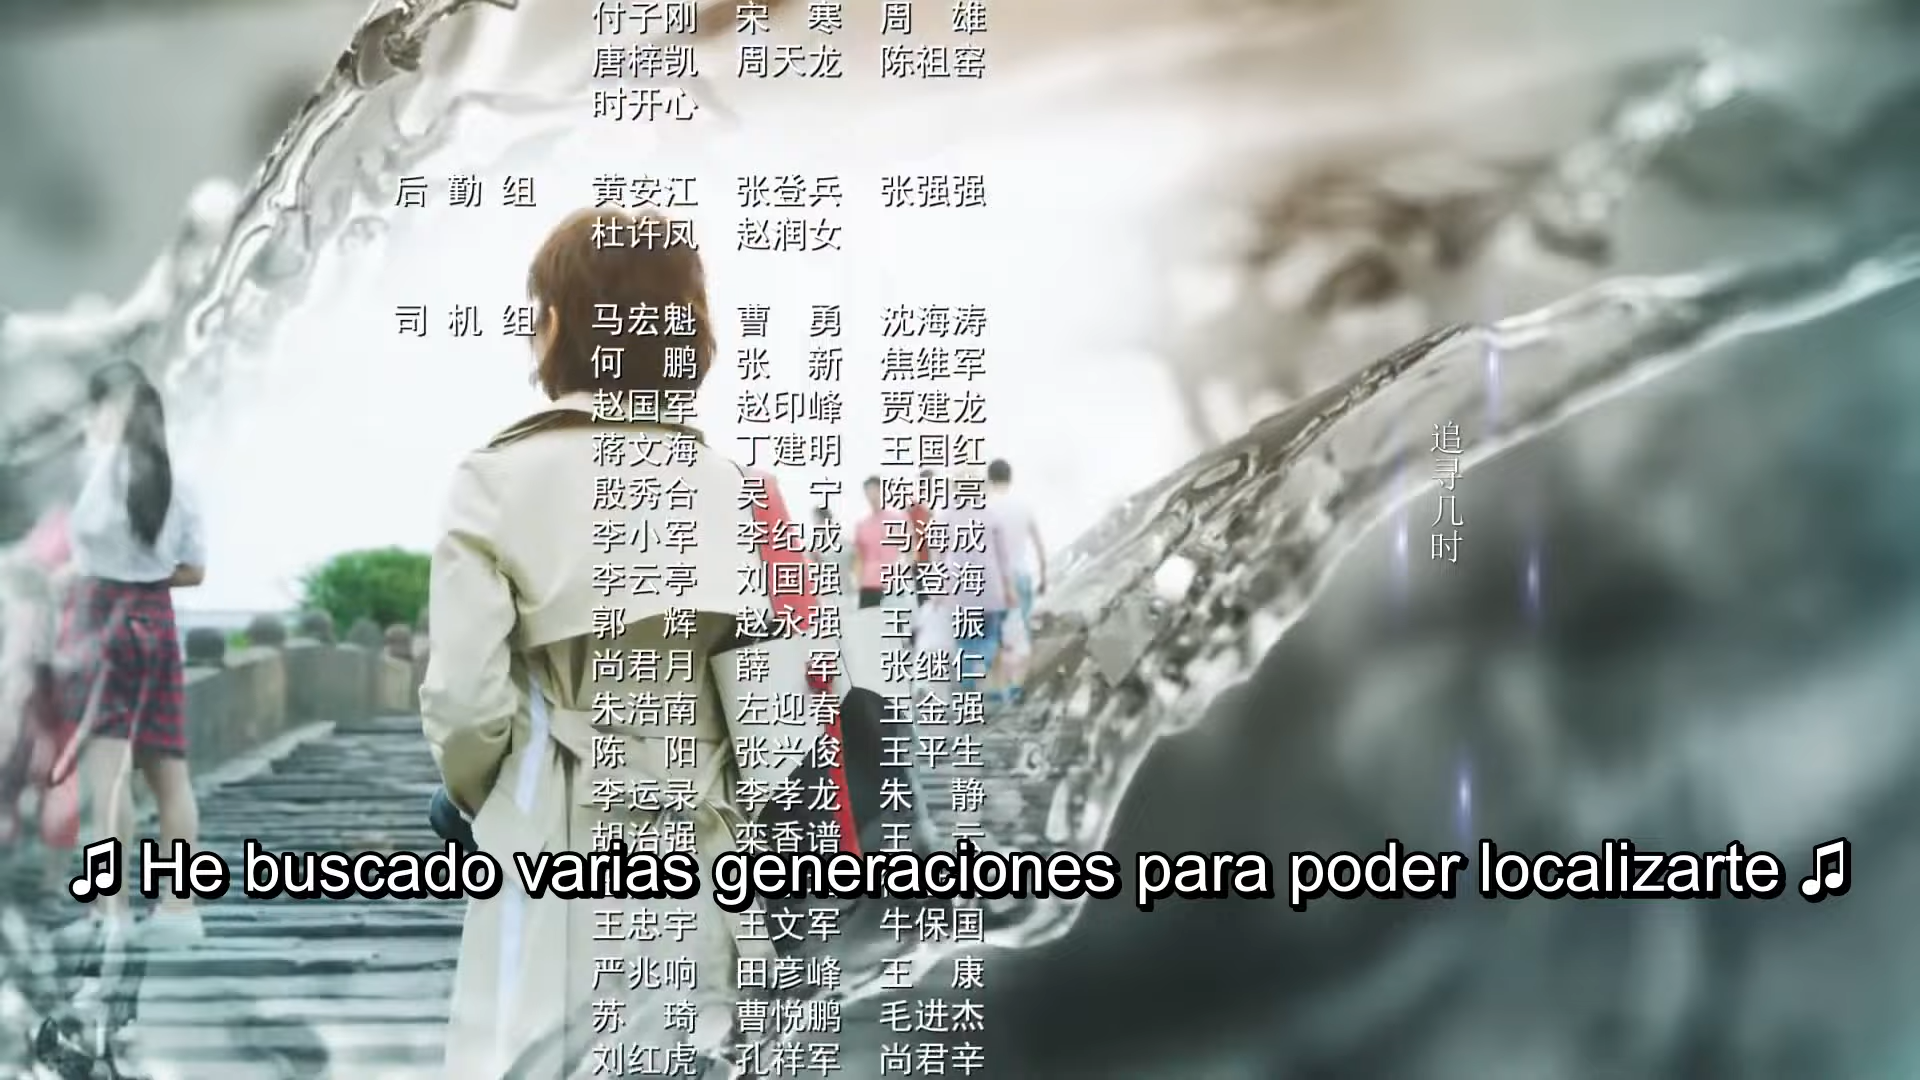 付子刚 宋 寒 周 雄
唐梓凯 周天龙 陈祖窑
时开心
后 勤 组 黄安江 张登兵 张强强
杜许凤 赵润女
司 机 组 马宏魁 曹 勇 沈海涛
何 鹏 张 新 焦维军
赵国军 赵印峰 贾建龙
蒋文海 丁建明 王国红
殷秀合 吴 宁 陈明亮
李小军 李纪成 马海成
李云亭 刘国强 张登海
郭 辉 赵永强 王 振
尚君月 薛 军 张继仁
朱浩南 左迎春 王金强
陈 阳 张兴俊 王平生
李运录 李孝龙 朱 静
胡治强 栾香谱 王 云
♫ He buscado varias generaciones para poder localizarte ♫
王忠宇 王文军 牛保国
严兆响 田彦峰 王 康
苏 琦 曹悦鹏 毛进杰
刘红虎 孔祥军 尚君辛
追寻几时